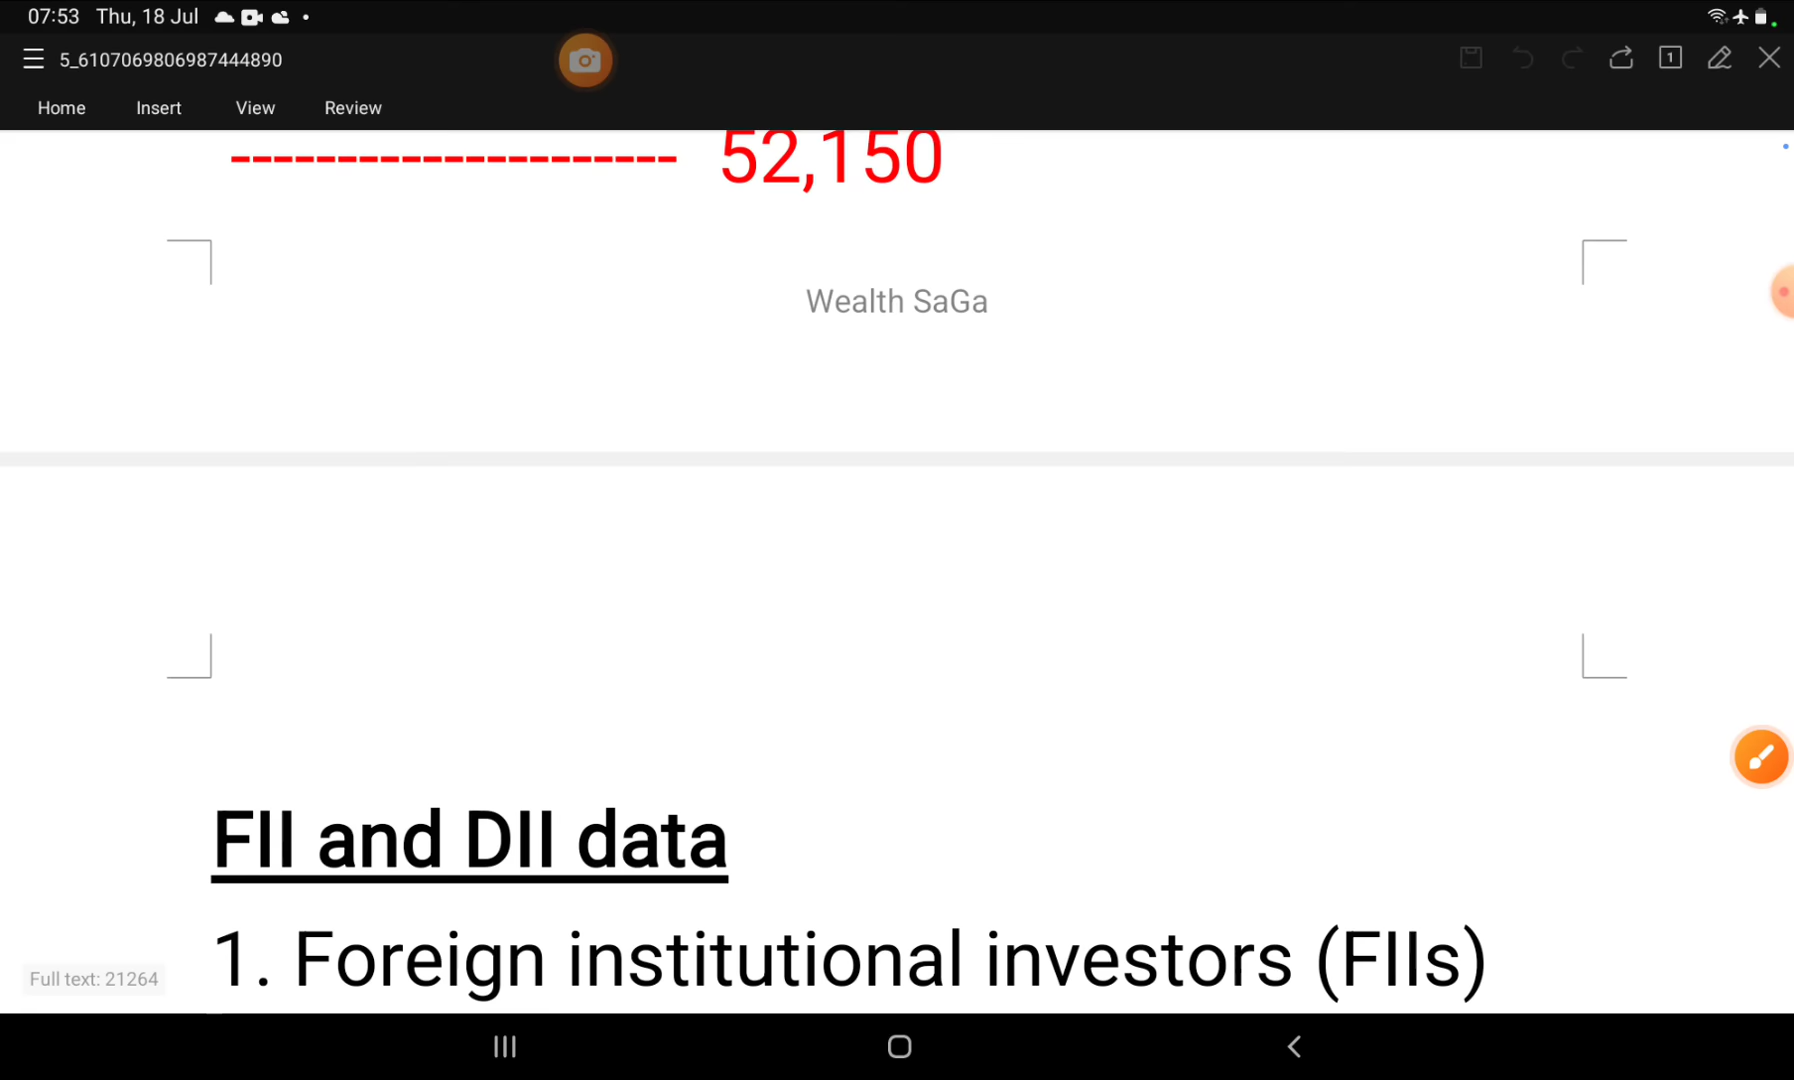 07:53 Thu, 18 Jul
5_6107069806987444890
1
Home Insert View Review
--------------------- 52,150
Wealth SaGa
FII and DII data
1. Foreign institutional investors (FIIs)
Full text: 21264